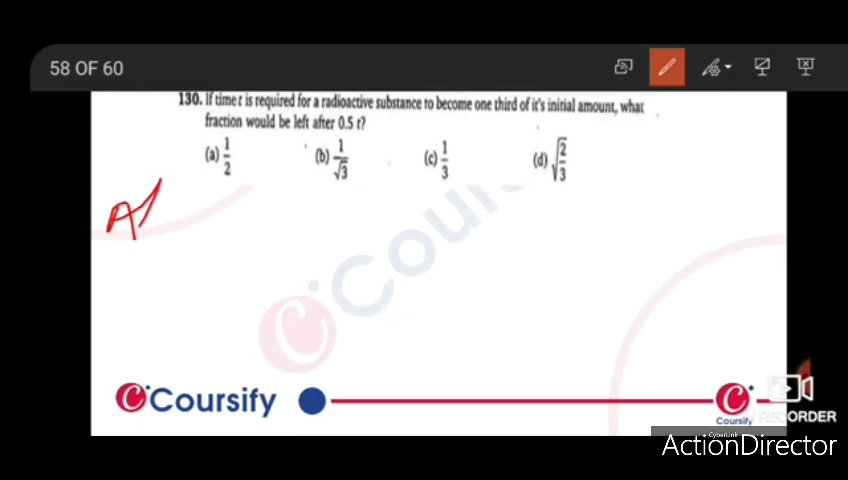 58 OF 60
130. If time t is required for a radioactive substance to become one third of it's initial amount, what
fraction would be left after 0.5 t?
(a) 1/2 (b) 1/√3 (c) 1/3 (d) √(2/3)
Cours
Coursify
Coursify
CyberLink
ActionDirector